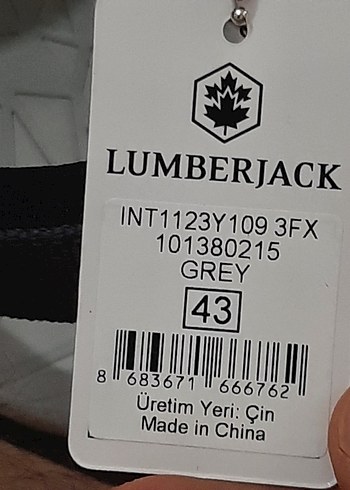 LUMBERJACK
INT1123Y109 3FX
101380215
GREY
43
8 683671 666762
Üretim Yeri: Çin
Made in China